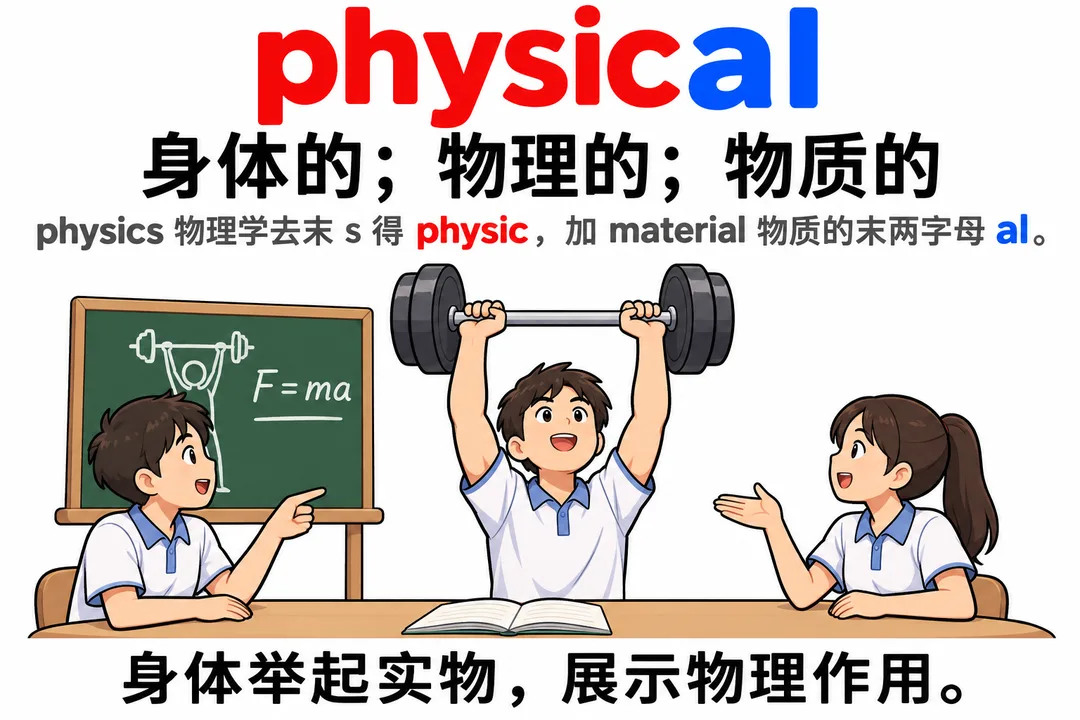 physical
身体的；物理的；物质的
physics 物理学去末 s 得 physic，加 material 物质的末两字母 al。
F=ma
身体举起实物，展示物理作用。